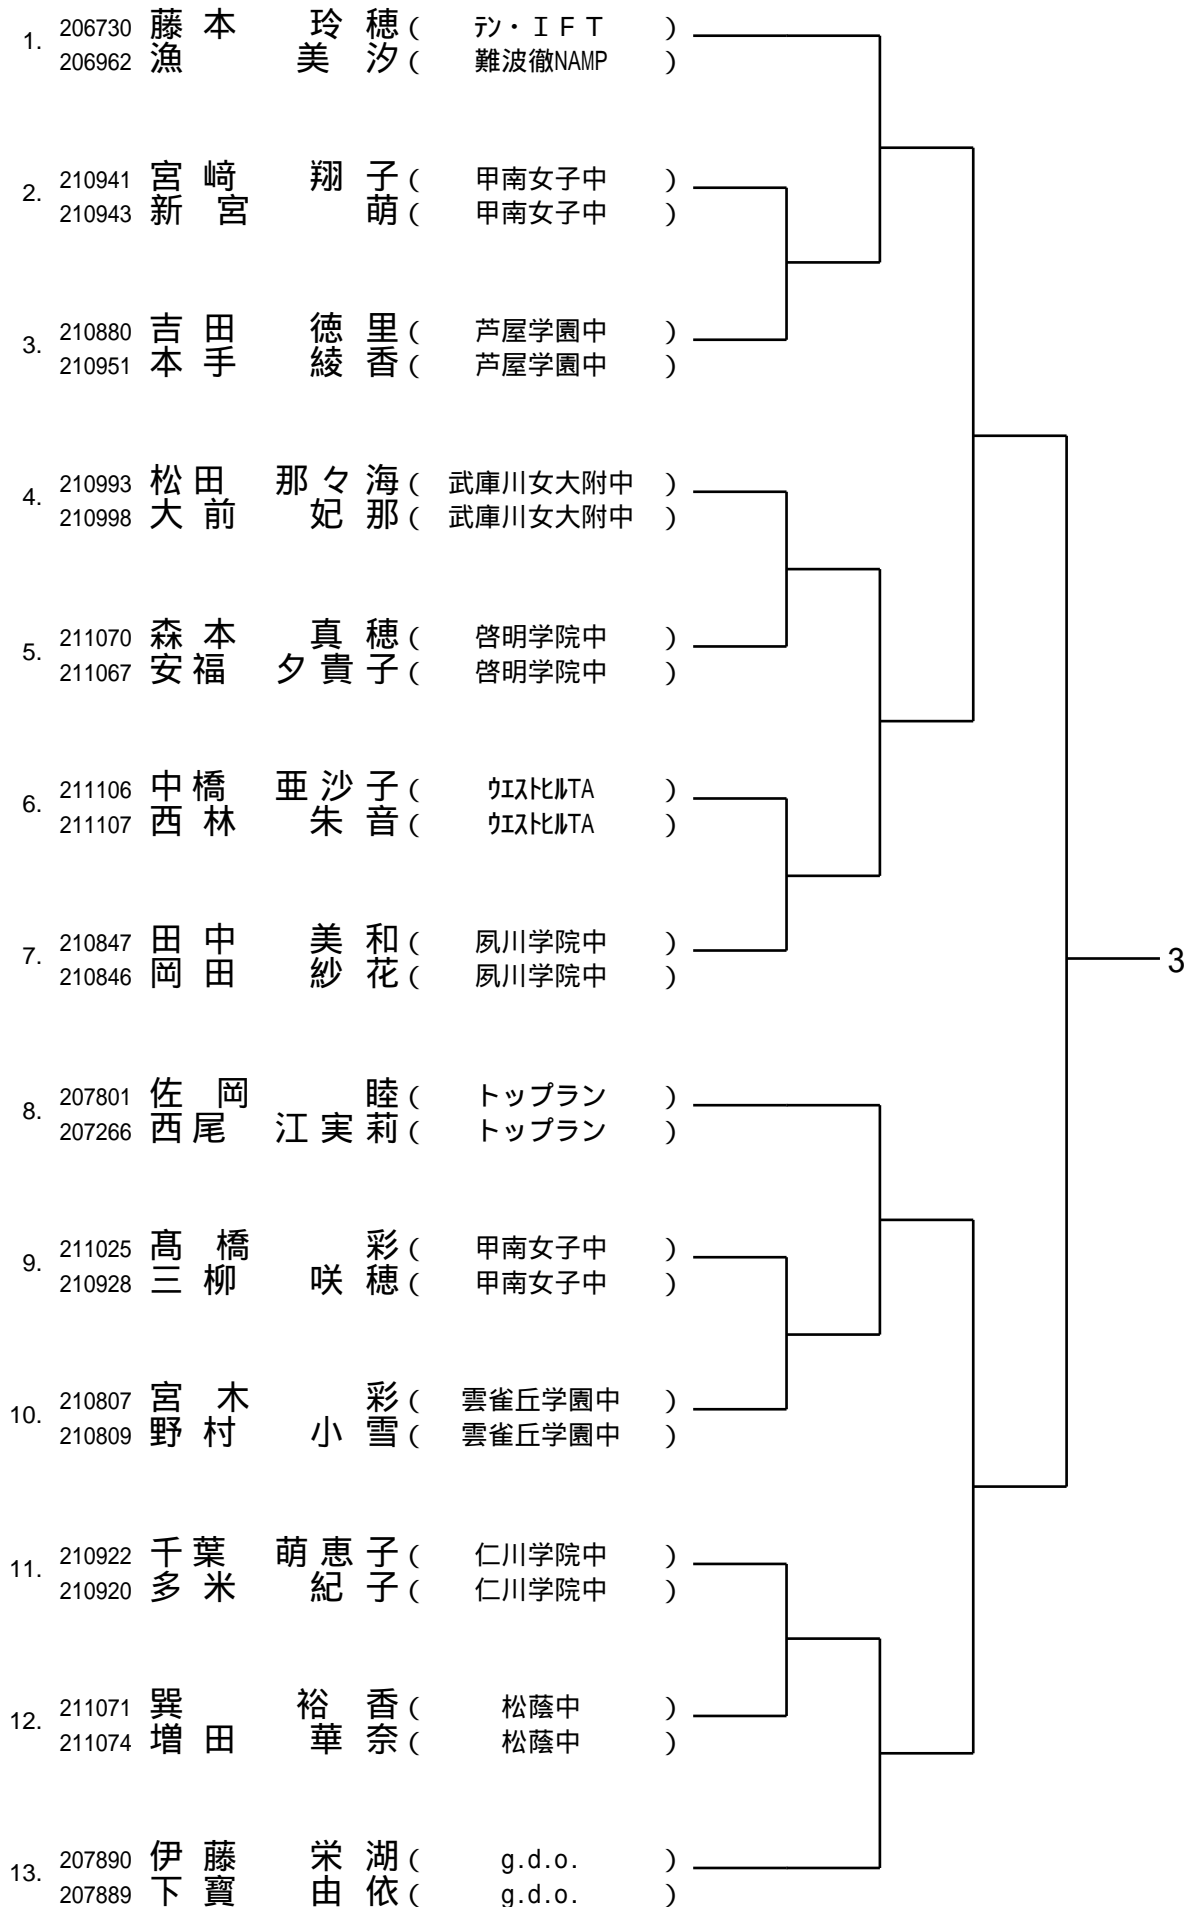 1. 206730 藤本 玲穂 ( テン・ＩＦＴ )
206962 漁 美汐 ( 難波徹NAMP )
2. 210941 宮﨑 翔子 ( 甲南女子中 )
210943 新宮 萌 ( 甲南女子中 )
3. 210880 吉田 徳里 ( 芦屋学園中 )
210951 本手 綾香 ( 芦屋学園中 )
4. 210993 松田 那々海 ( 武庫川女大附中 )
210998 大前 妃那 ( 武庫川女大附中 )
5. 211070 森本 真穂 ( 啓明学院中 )
211067 安福 夕貴子 ( 啓明学院中 )
6. 211106 中橋 亜沙子 ( ｳｴｽﾄﾋﾙTA )
211107 西林 朱音 ( ｳｴｽﾄﾋﾙTA )
7. 210847 田中 美和 ( 夙川学院中 )
210846 岡田 紗花 ( 夙川学院中 )
3
8. 207801 佐岡 睦 ( トップラン )
207266 西尾 江実莉 ( トップラン )
9. 211025 髙橋 彩 ( 甲南女子中 )
210928 三柳 咲穂 ( 甲南女子中 )
10. 210807 宮木 彩 ( 雲雀丘学園中 )
210809 野村 小雪 ( 雲雀丘学園中 )
11. 210922 千葉 萌恵子 ( 仁川学院中 )
210920 多米 紀子 ( 仁川学院中 )
12. 211071 巽 裕香 ( 松蔭中 )
211074 増田 華奈 ( 松蔭中 )
13. 207890 伊藤 栄湖 ( g.d.o. )
207889 下寳 由依 ( g.d.o. )